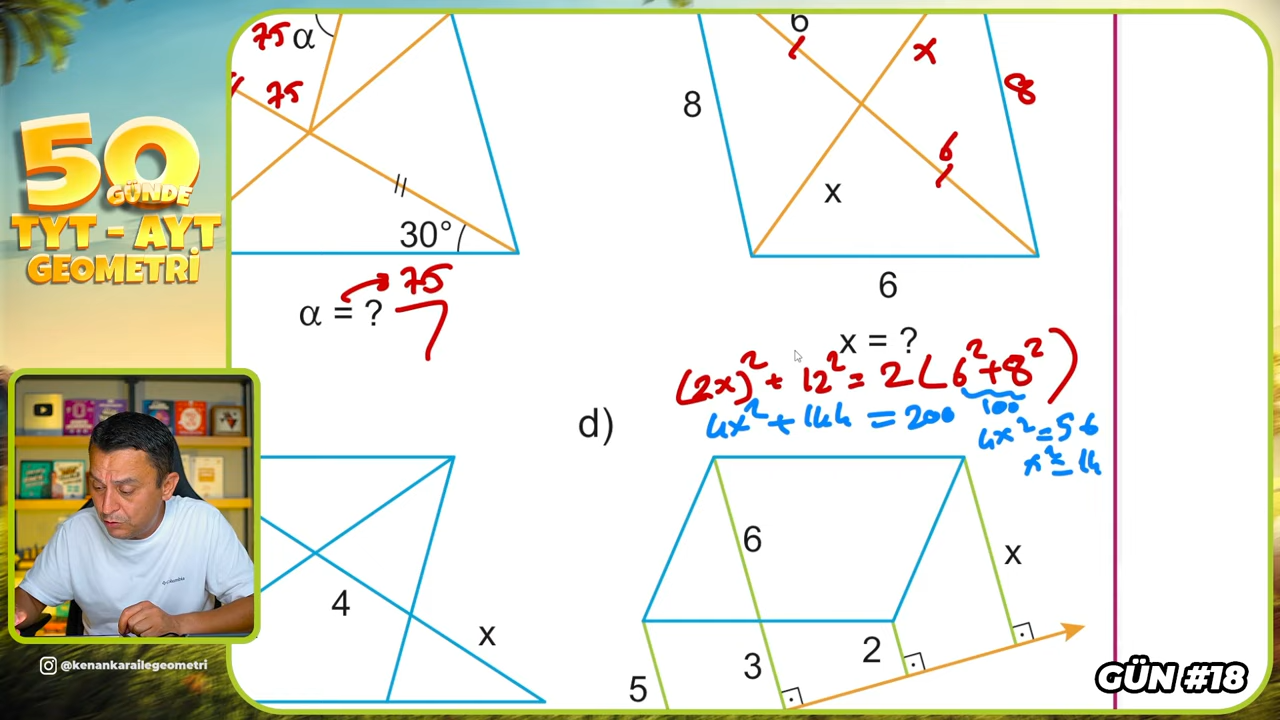 50
GÜNDE
TYT - AYT
GEOMETRİ
75 α
75
30°
α = ? 75
6
x
8
8
6
x
6
x = ?
(2x)² + 12² = 2(6² + 8²)
100
4x² + 144 = 200
4x² = 56
x² = 14
d)
4
x
6
x
3
2
5
@kenankarailegeometri
GÜN #18